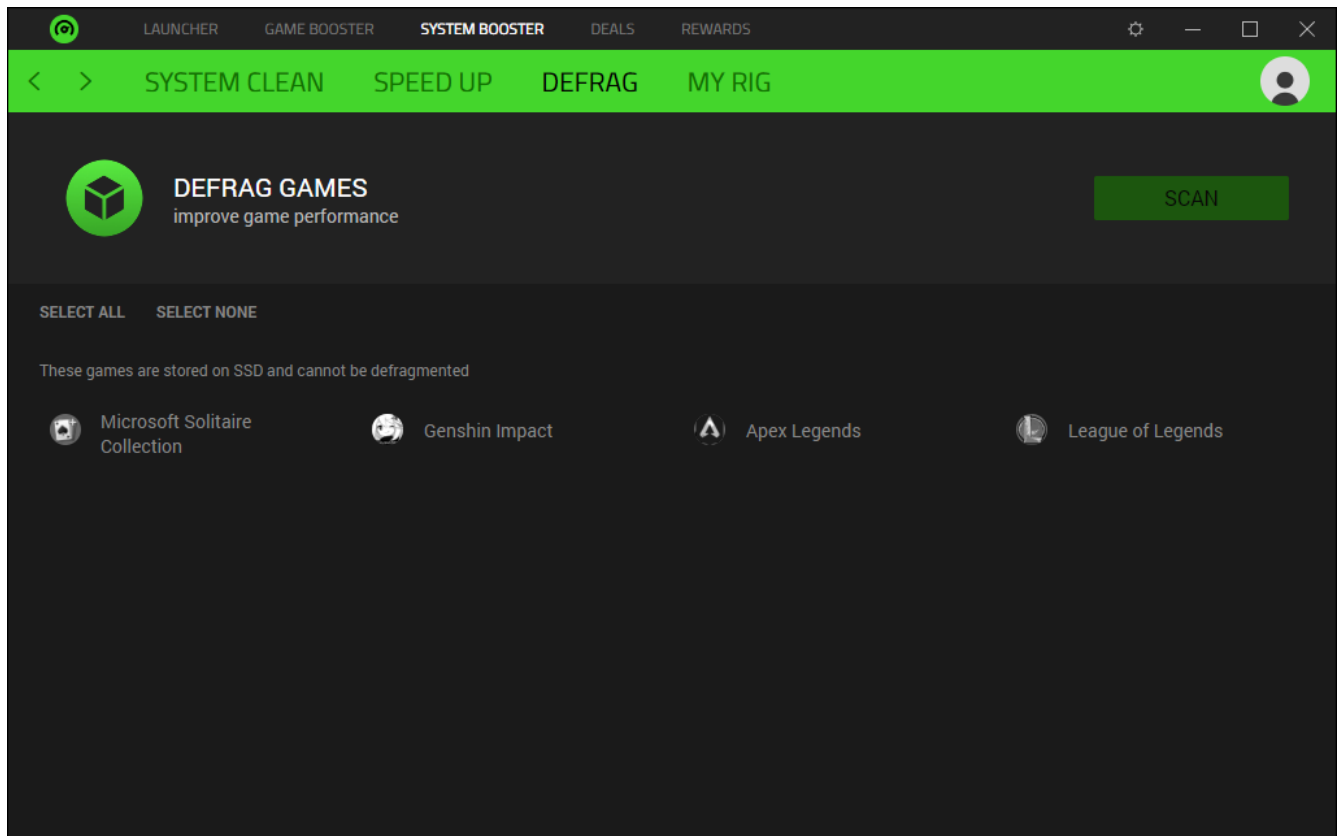 LAUNCHER GAME BOOSTER SYSTEM BOOSTER DEALS REWARDS
SYSTEM CLEAN SPEED UP DEFRAG MY RIG
DEFRAG GAMES
improve game performance
SCAN
SELECT ALL SELECT NONE
These games are stored on SSD and cannot be defragmented
Microsoft Solitaire
Collection
Genshin Impact
Apex Legends
League of Legends